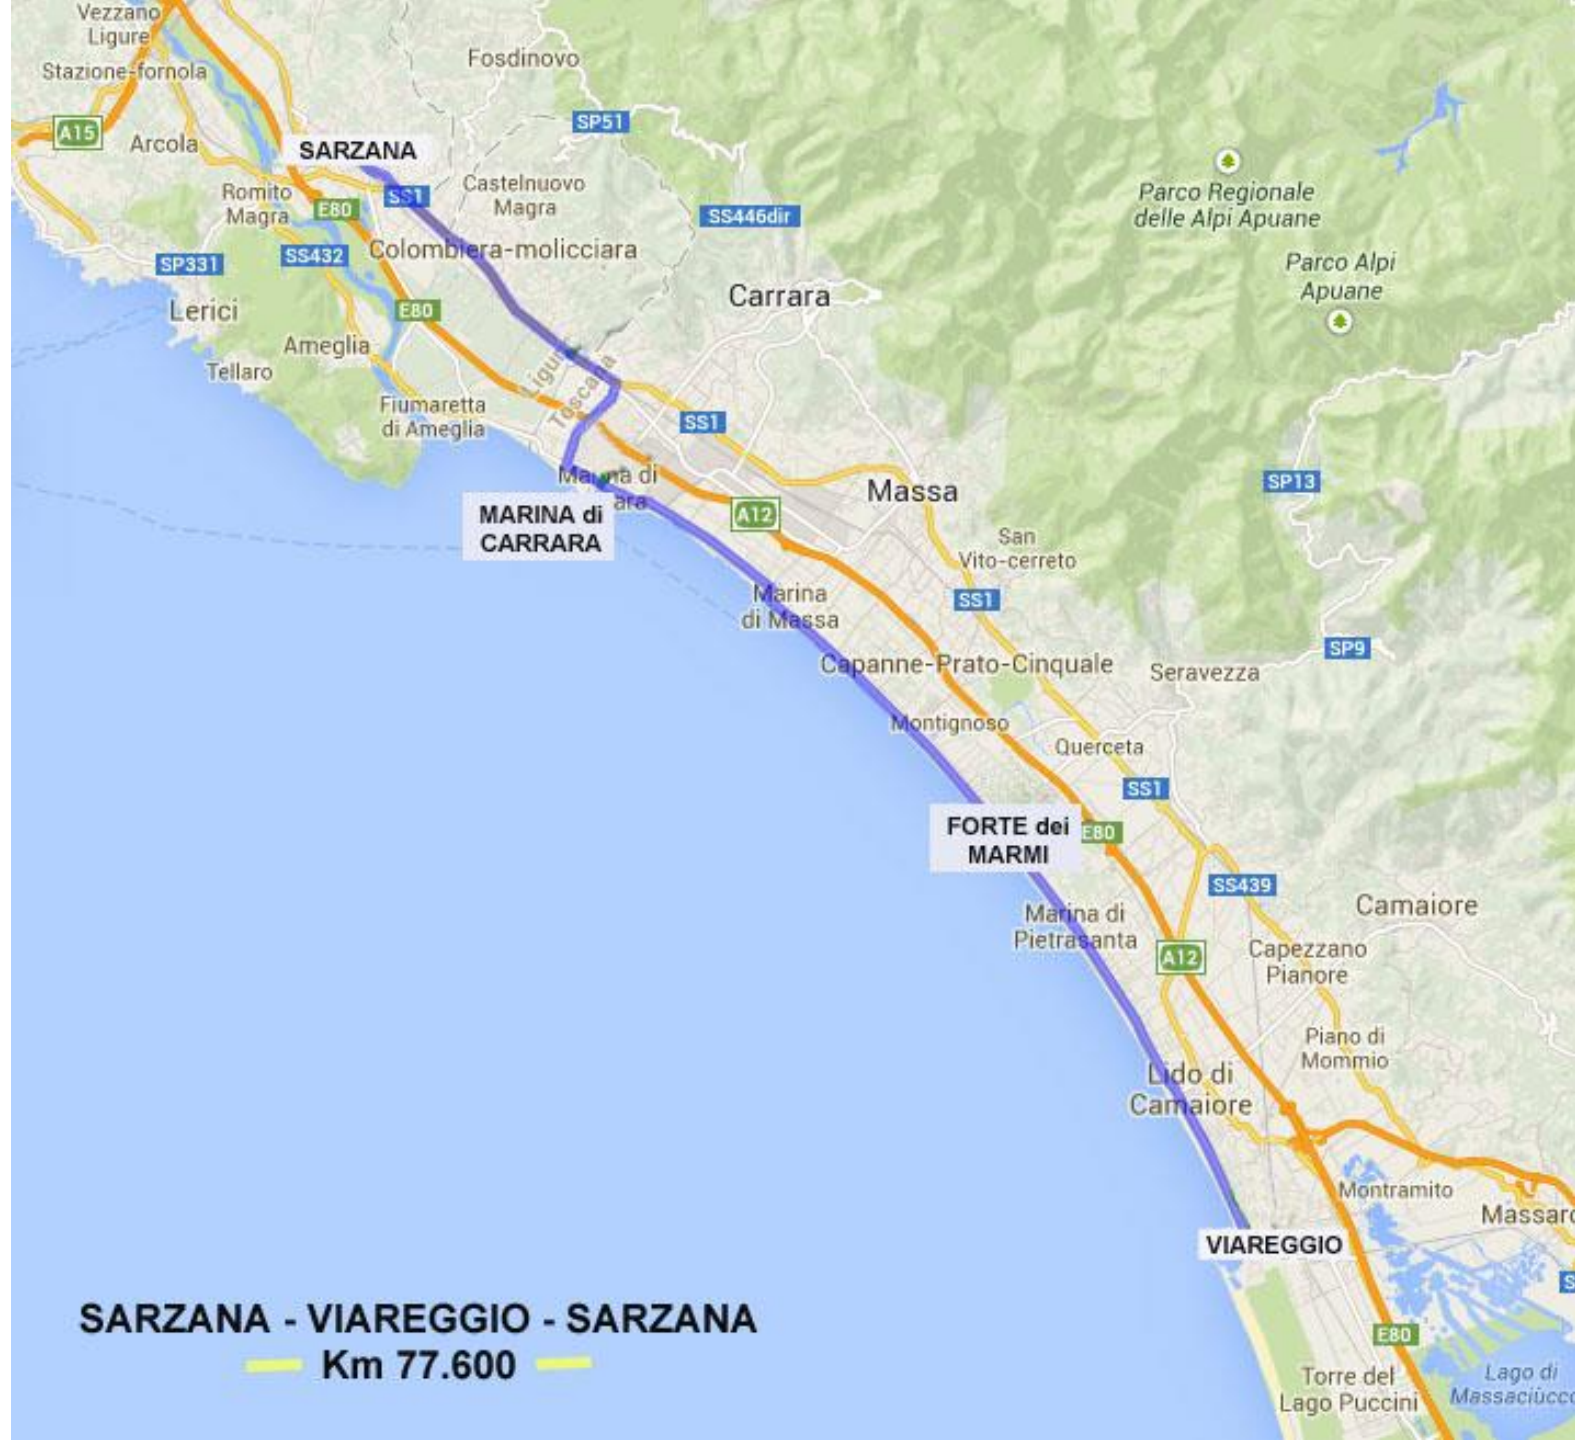 Vezzano
Ligure
Stazione-fornola
Fosdinovo
A15
Arcola
SARZANA
SP51
Romito
Magra
E80
SS1
Castelnuovo
Magra
SS446dir
Parco Regionale
delle Alpi Apuane
SP331
SS432
Colombiera-molicciara
Parco Alpi
Apuane
Lerici
E80
Carrara
Ameglia
Tellaro
Toscana
Fiumaretta
di Ameglia
SS1
Marina di
MARINA di
CARRARA
A12
Massa
SP13
San
Vito-cerreto
Marina
di Massa
SS1
Capanne-Prato-Cinquale
Seravezza
SP9
Montignoso
Querceta
SS1
FORTE dei
MARMI
E80
SS439
Marina di
Pietrasanta
Camaiore
A12
Capezzano
Pianore
Piano di
Mommio
Lido di
Camaiore
Montramito
Massaro
VIAREGGIO
SARZANA - VIAREGGIO - SARZANA
Km 77.600
E80
Torre del
Lago Puccini
Lago di
Massaciucco